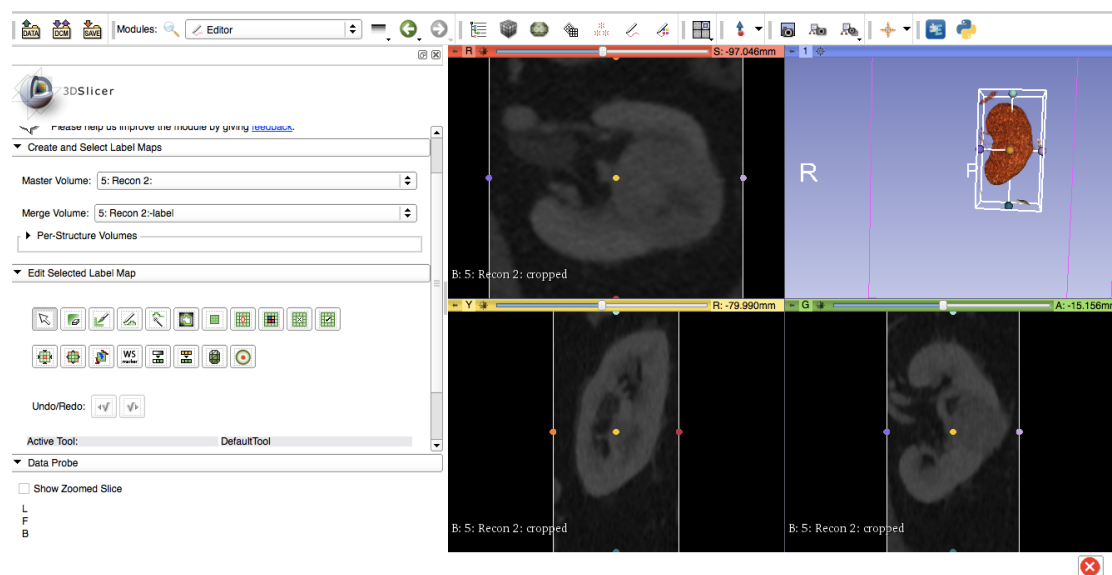 DATA DCM SAVE Modules: Editor
R S: -97.046mm 1
3DSlicer
Please help us improve the module by giving feedback.
Create and Select Label Maps
Master Volume: 5: Recon 2:
Merge Volume: 5: Recon 2:-label
Per-Structure Volumes
Edit Selected Label Map
WS
marker
Undo/Redo:
Active Tool: DefaultTool
Data Probe
Show Zoomed Slice
L
F
B
B: 5: Recon 2: cropped
R
P
Y R: -79.990mm
G A: -15.156mm
B: 5: Recon 2: cropped
B: 5: Recon 2: cropped